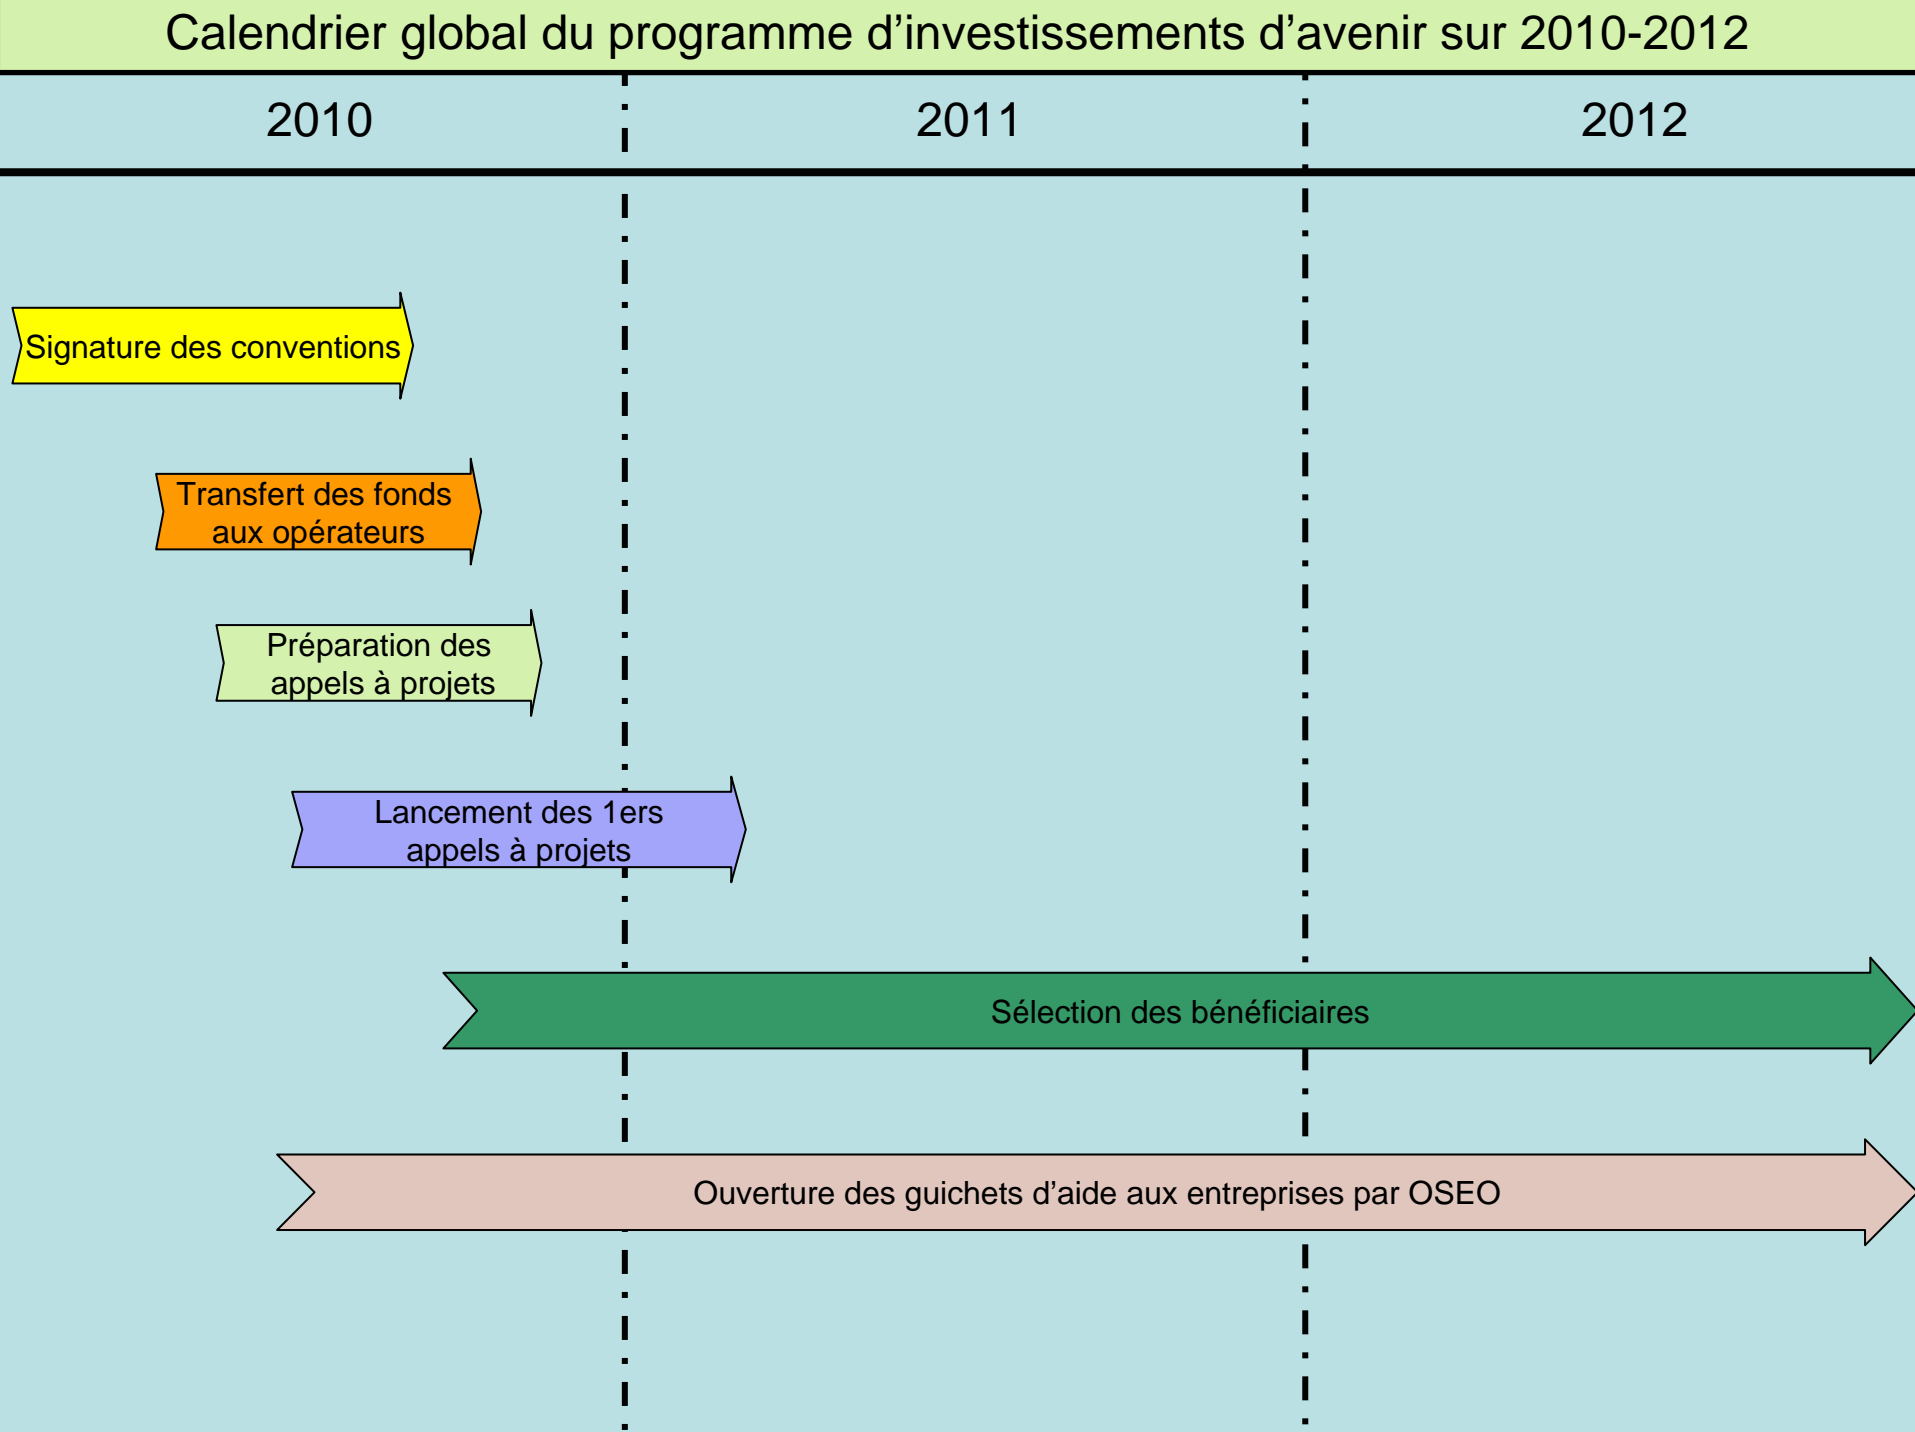 Calendrier global du programme d’investissements d’avenir sur 2010-2012
2010 2011 2012
Signature des conventions
Transfert des fonds
aux opérateurs
Préparation des
appels à projets
Lancement des 1ers
appels à projets
Sélection des bénéficiaires
Ouverture des guichets d’aide aux entreprises par OSEO